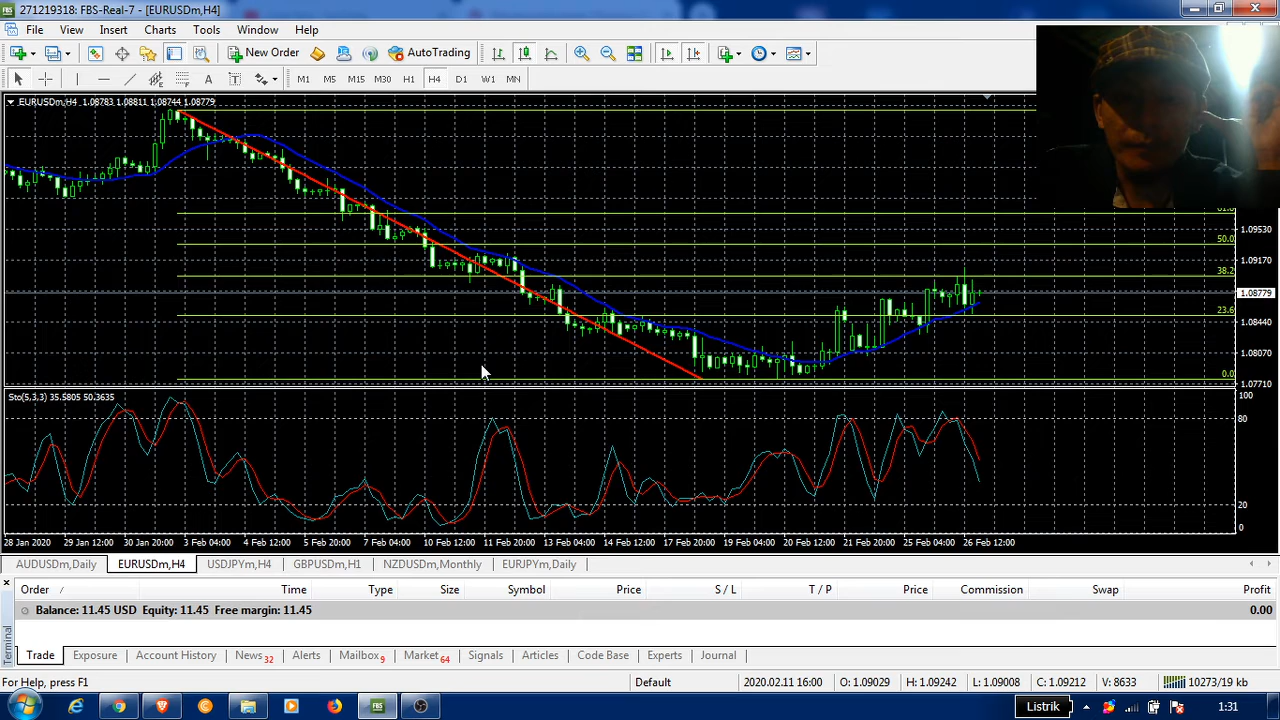 271219318: FBS-Real-7 - [EURUSDm,H4]
File View Insert Charts Tools Window Help
New Order AutoTrading
A T M1 M5 M15 M30 H1 H4 D1 W1 MN
EURUSDm,H4 1.08783 1.08811 1.08744 1.08779
61.8
1.09530
50.0
1.09170
38.2
1.08779
23.6
1.08440
1.08070
0.0
1.07710
Sto(5,3,3) 35.5805 50.3635
100
80
20
0
28 Jan 2020 29 Jan 12:00 30 Jan 20:00 3 Feb 04:00 4 Feb 12:00 5 Feb 20:00 7 Feb 04:00 10 Feb 12:00 11 Feb 20:00 13 Feb 04:00 14 Feb 12:00 17 Feb 20:00 19 Feb 04:00 20 Feb 12:00 21 Feb 20:00 25 Feb 04:00 26 Feb 12:00
AUDUSDm,Daily EURUSDm,H4 USDJPYm,H4 GBPUSDm,H1 NZDUSDm,Monthly EURJPYm,Daily
Order / Time Type Size Symbol Price S / L T / P Price Commission Swap Profit
Balance: 11.45 USD Equity: 11.45 Free margin: 11.45 0.00
Terminal
Trade Exposure Account History News 32 Alerts Mailbox 9 Market 64 Signals Articles Code Base Experts Journal
For Help, press F1 Default 2020.02.11 16:00 O: 1.09029 H: 1.09242 L: 1.09008 C: 1.09212 V: 8633 10273/19 kb
FBS Listrik 1:31